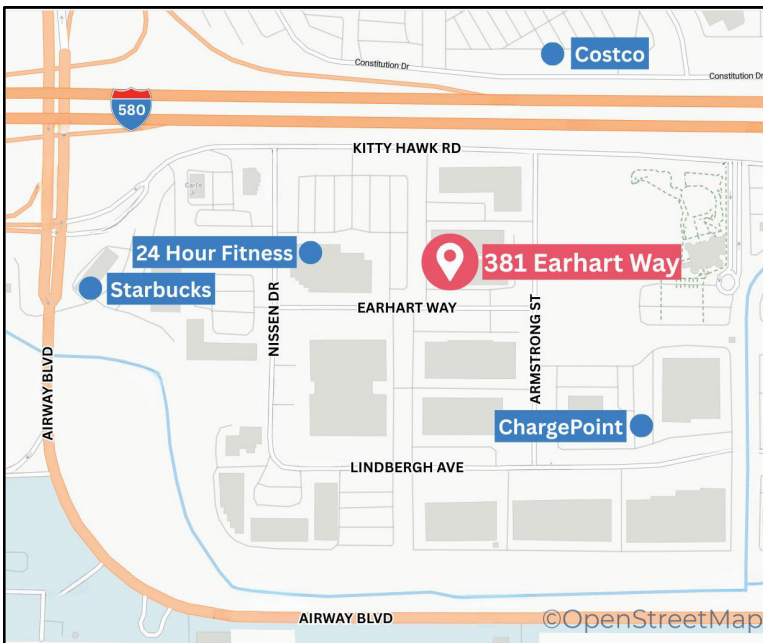 Costco
Constitution Dr
Constitution Dr
580
KITTY HAWK RD
24 Hour Fitness
381 Earhart Way
Starbucks
EARHART WAY
NISSEN DR
ARMSTRONG ST
AIRWAY BLVD
ChargePoint
LINDBERGH AVE
AIRWAY BLVD
©OpenStreetMap